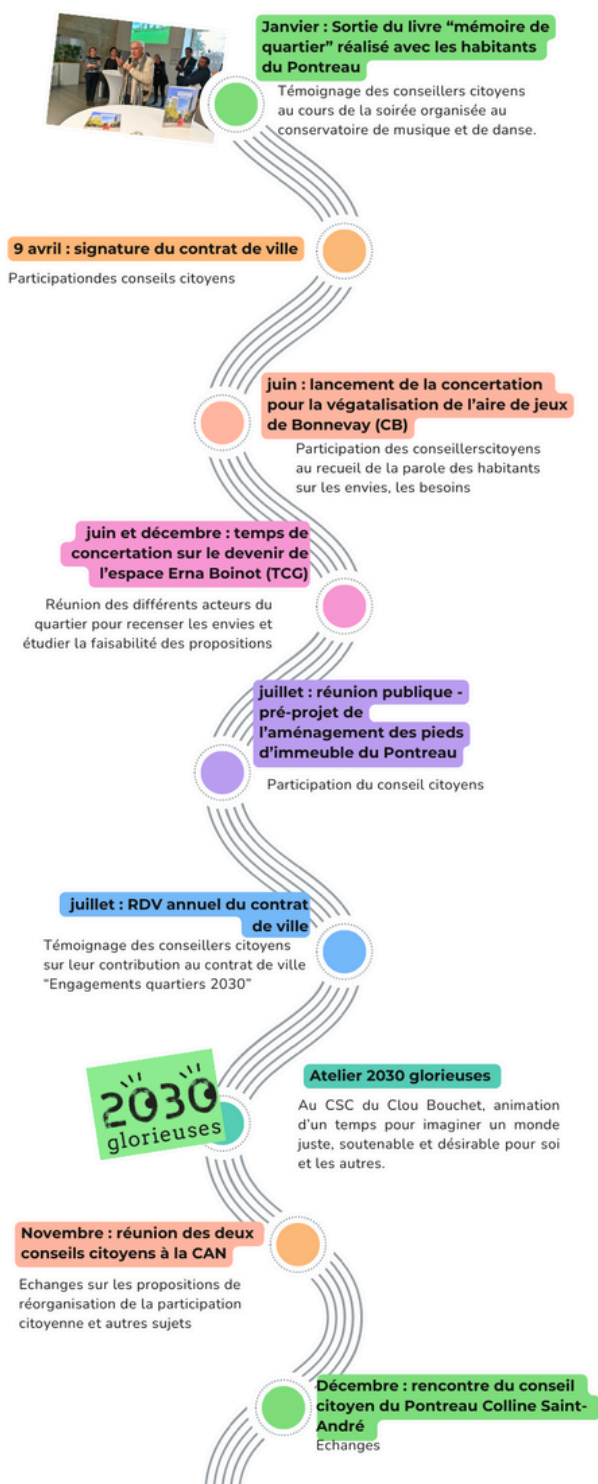 Janvier : Sortie du livre “mémoire de
quartier” réalisé avec les habitants
du Pontreau
Témoignage des conseillers citoyens
au cours de la soirée organisée au
conservatoire de musique et de danse.
9 avril : signature du contrat de ville
Participationdes conseils citoyens
juin : lancement de la concertation
pour la végatalisation de l’aire de jeux
de Bonnevay (CB)
Participation des conseillerscitoyens
au recueil de la parole des habitants
sur les envies, les besoins
juin et décembre : temps de
concertation sur le devenir de
l’espace Erna Boinot (TCG)
Réunion des différents acteurs du
quartier pour recenser les envies et
étudier la faisabilité des propositions
juillet : réunion publique -
pré-projet de
l’aménagement des pieds
d’immeuble du Pontreau
Participation du conseil citoyens
juillet : RDV annuel du contrat
de ville
Témoignage des conseillers citoyens
sur leur contribution au contrat de ville
“Engagements quartiers 2030”
2030
glorieuses
Atelier 2030 glorieuses
Au CSC du Clou Bouchet, animation
d’un temps pour imaginer un monde
juste, soutenable et désirable pour soi
et les autres.
Novembre : réunion des deux
conseils citoyens à la CAN
Echanges sur les propositions de
réorganisation de la participation
citoyenne et autres sujets
Décembre : rencontre du conseil
citoyen du Pontreau Colline Saint-
André
Echanges